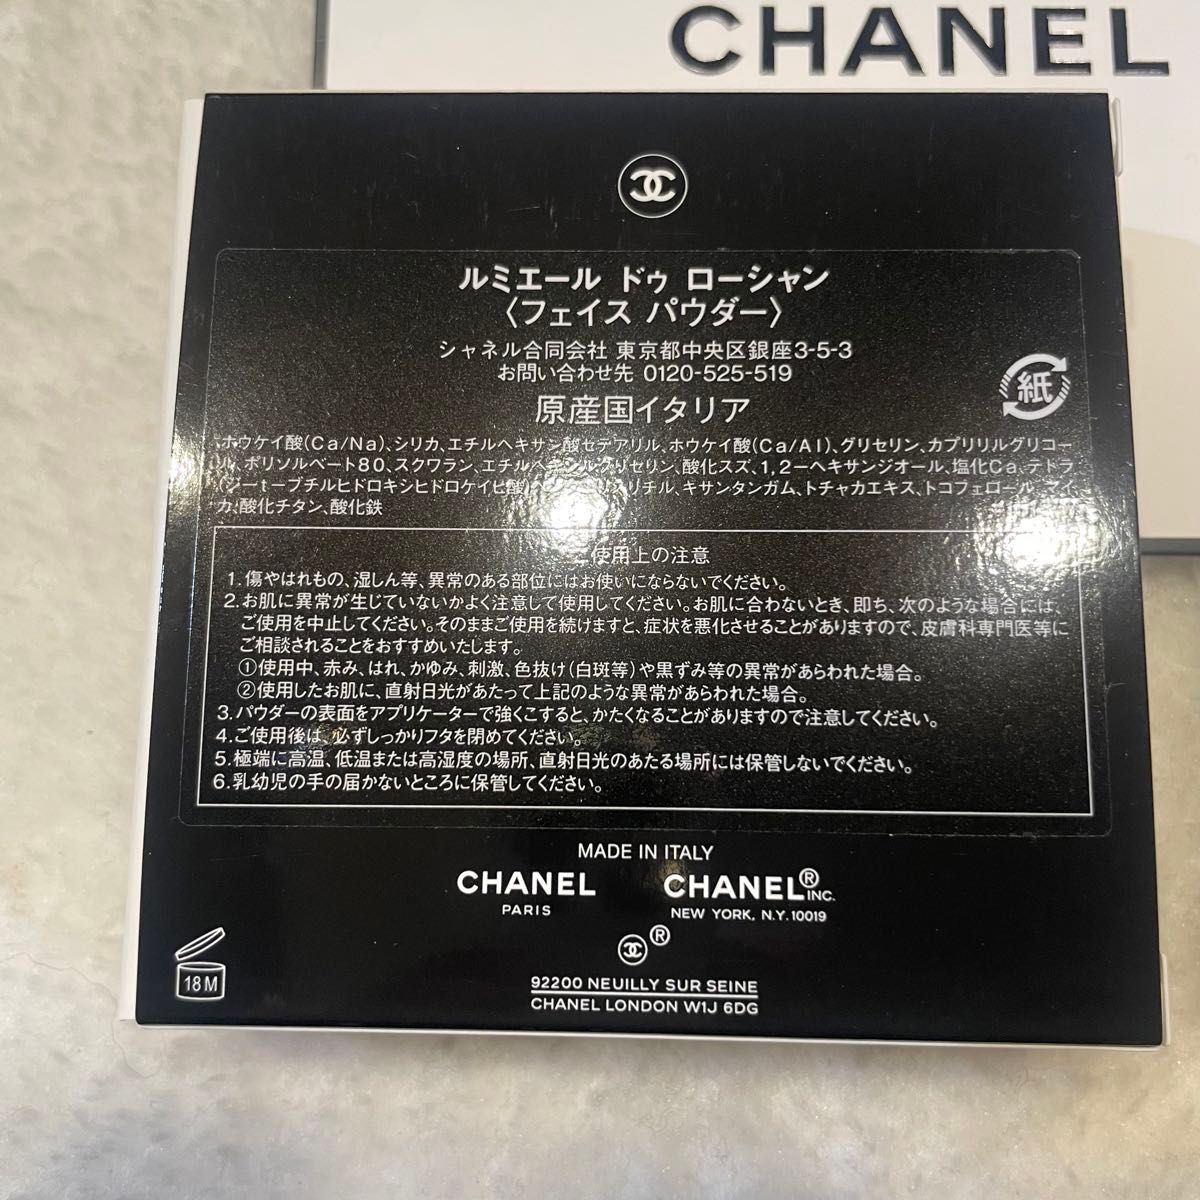 CHANEL
ルミエール ドゥ ローシャン
〈フェイス パウダー〉
シャネル合同会社 東京都中央区銀座3-5-3
お問い合わせ先 0120-525-519
原産国イタリア
紙
ホウケイ酸(Ca/Na)、シリカ、エチルヘキサン酸セテアリル、ホウケイ酸(Ca/Al)、グリセリン、カプリリルグリコー
ル、ポリソルベート80、スクワラン、エチルヘキシルグリセリン、酸化スズ、1,2-ヘキサンジオール、塩化Ca、テトラ
(ジ-t-ブチルヒドロキシヒドロケイヒ酸) リチル、キサンタンガム、トチャカエキス、トコフェロール、マイ
カ、酸化チタン、酸化鉄
ご使用上の注意
1.傷やはれもの、湿しん等、異常のある部位にはお使いにならないでください。
2.お肌に異常が生じていないかよく注意して使用してください。お肌に合わないとき、即ち、次のような場合には、
ご使用を中止してください。そのままご使用を続けますと、症状を悪化させることがありますので、皮膚科専門医等に
ご相談されることをおすすめいたします。
①使用中、赤み、はれ、かゆみ、刺激、色抜け(白斑等)や黒ずみ等の異常があらわれた場合。
②使用したお肌に、直射日光があたって上記のような異常があらわれた場合。
3.パウダーの表面をアプリケーターで強くこすると、かたくなることがありますので注意してください。
4.ご使用後は、必ずしっかりフタを閉めてください。
5.極端に高温、低温または高湿度の場所、直射日光のあたる場所には保管しないでください。
6.乳幼児の手の届かないところに保管してください。
MADE IN ITALY
CHANEL CHANEL® INC.
PARIS NEW YORK, N.Y. 10019
®
18M
92200 NEUILLY SUR SEINE
CHANEL LONDON W1J 6DG